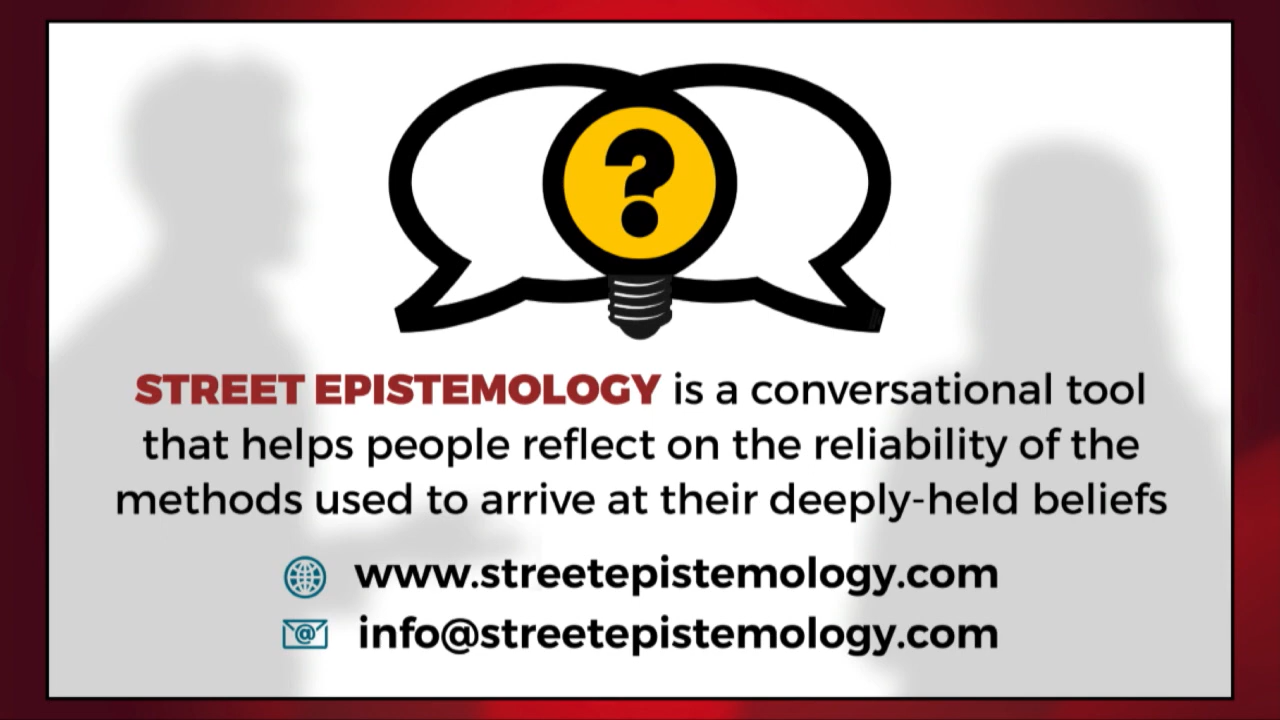 ?
STREET EPISTEMOLOGY is a conversational tool
that helps people reflect on the reliability of the
methods used to arrive at their deeply-held beliefs
www.streetepistemology.com
@
info@streetepistemology.com